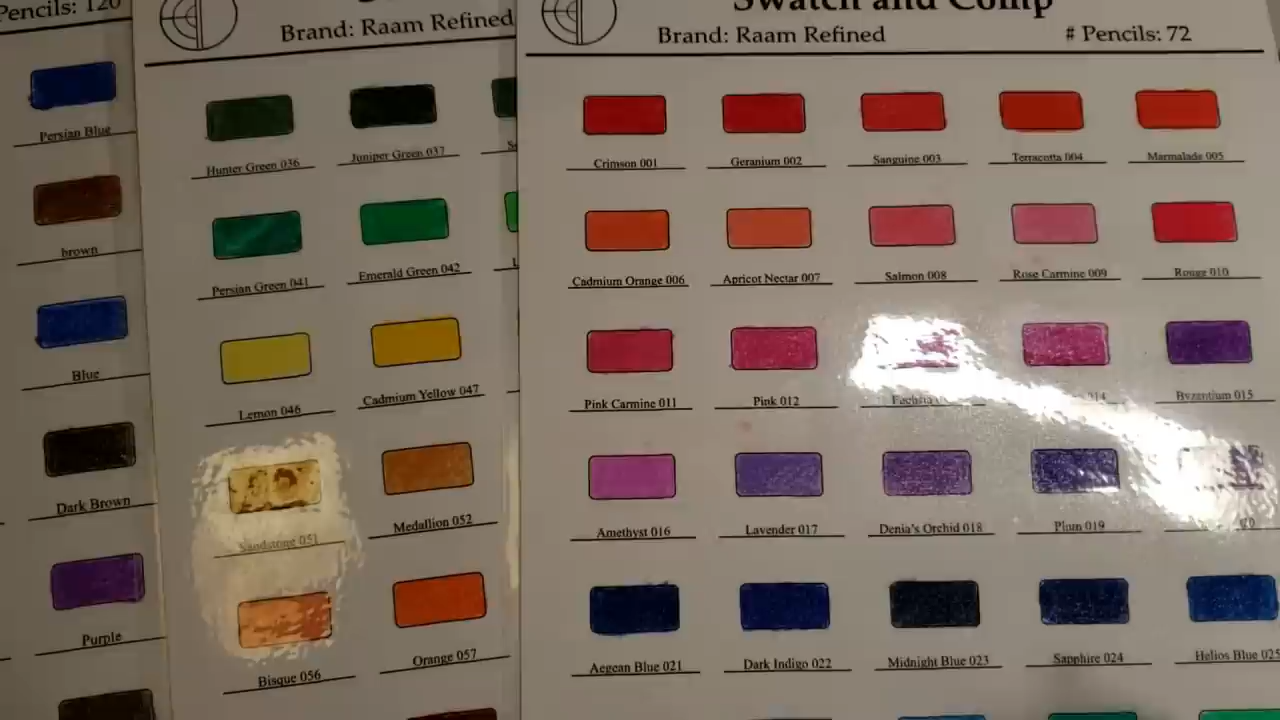 Pencils: 120
Persian Blue
brown
Blue
Dark Brown
Purple
Brand: Raam Refined
Hunter Green 036
Juniper Green 037
Persian Green 041
Emerald Green 042
Lemon 046
Cadmium Yellow 047
Sandstone 051
Medallion 052
Bisque 056
Orange 057
Swatch and Comp
Brand: Raam Refined # Pencils: 72
Crimson 001 Geranium 002 Sanguine 003 Terracotta 004 Marmalade 005
Cadmium Orange 006 Apricot Nectar 007 Salmon 008 Rose Carmine 009 Rouge 010
Pink Carmine 011 Pink 012 Fuchsia 014 Byzentium 015
Amethyst 016 Lavender 017 Denia's Orchid 018 Plum 019
Aegean Blue 021 Dark Indigo 022 Midnight Blue 023 Sapphire 024 Helios Blue 025